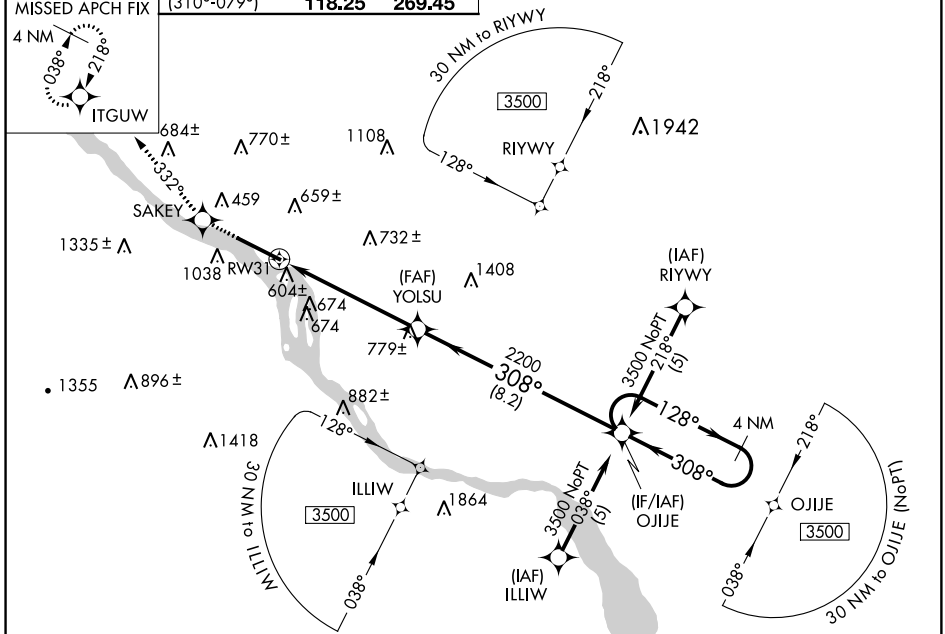 MISSED APCH FIX
(310°-079°) 118.25 269.45
4 NM
038°
218°
ITGUW
30 NM to RIYWY
3500
218°
128°
RIYWY
1942
684±
770±
1108
332°
SAKEY
459
659±
1335±
1038
RW31
732±
604±
674
674
(FAF)
YOLSU
1408
779±
(IAF)
RIYWY
3500 NoPT
218°
(5)
2200
308°
(8.2)
128°
4 NM
308°
1355
896±
882±
1418
128°
30 NM to ILLIW
3500
ILLIW
038°
1864
3500 NoPT
038°
(5)
(IF/IAF)
OJIJE
(IAF)
ILLIW
218°
OJIJE
3500
038°
30 NM to OJIJE (NoPT)